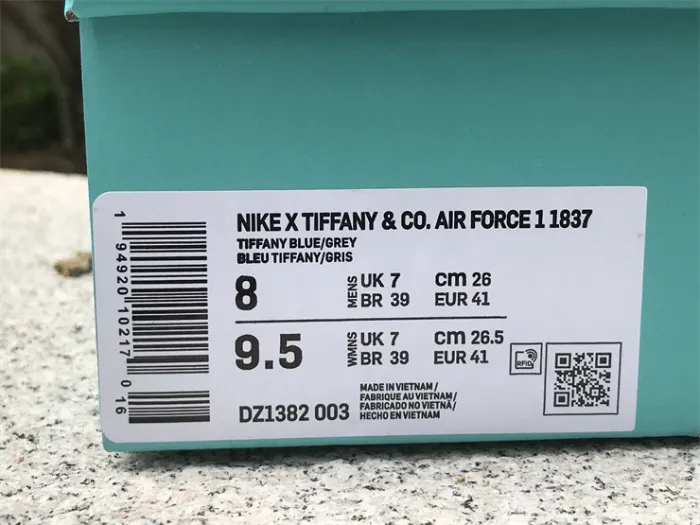 NIKE X TIFFANY & CO. AIR FORCE 1 1837
TIFFANY BLUE/GREY
BLEU TIFFANY/GRIS
8
MENS
UK 7
cm 26
BR 39
EUR 41
9.5
WMNS
UK 7
cm 26.5
BR 39
EUR 41
RFID
DZ1382 003
MADE IN VIETNAM/
FABRIQUÉ AU VIETNAM/
FABRICADO NO VIETNÃ/
HECHO EN VIETNAM
1 94920 10217 0 16